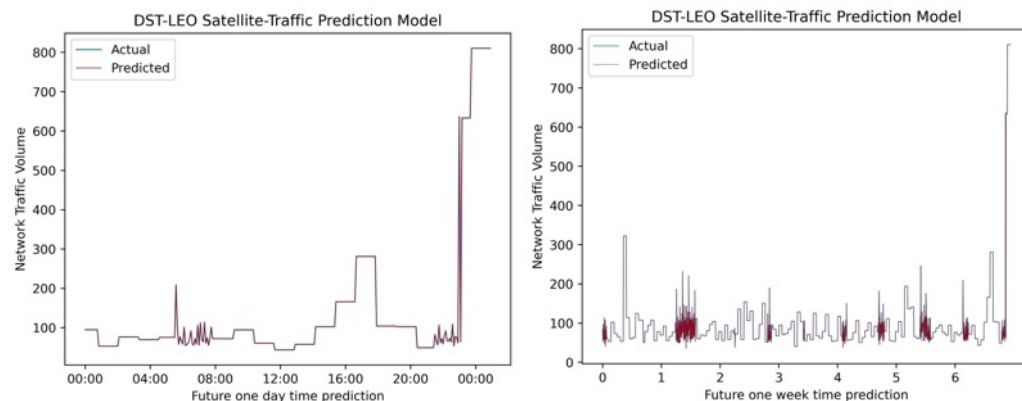 DST-LEO Satellite-Traffic Prediction Model
Actual
Predicted
Network Traffic Volume
800
700
600
500
400
300
200
100
00:00 04:00 08:00 12:00 16:00 20:00 00:00
Future one day time prediction
DST-LEO Satellite-Traffic Prediction Model
Actual
Predicted
Network Traffic Volume
800
700
600
500
400
300
200
100
0
0 1 2 3 4 5 6
Future one week time prediction